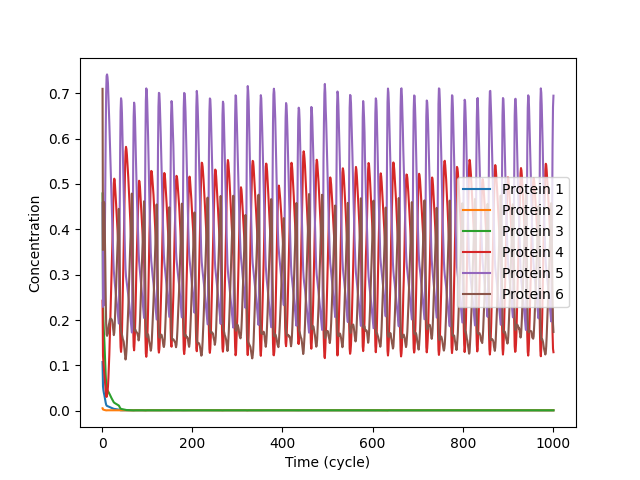 0.7
0.6
0.5
0.4
0.3
0.2
0.1
0.0
Concentration
0
200
400
600
800
1000
Time (cycle)
Protein 1
Protein 2
Protein 3
Protein 4
Protein 5
Protein 6